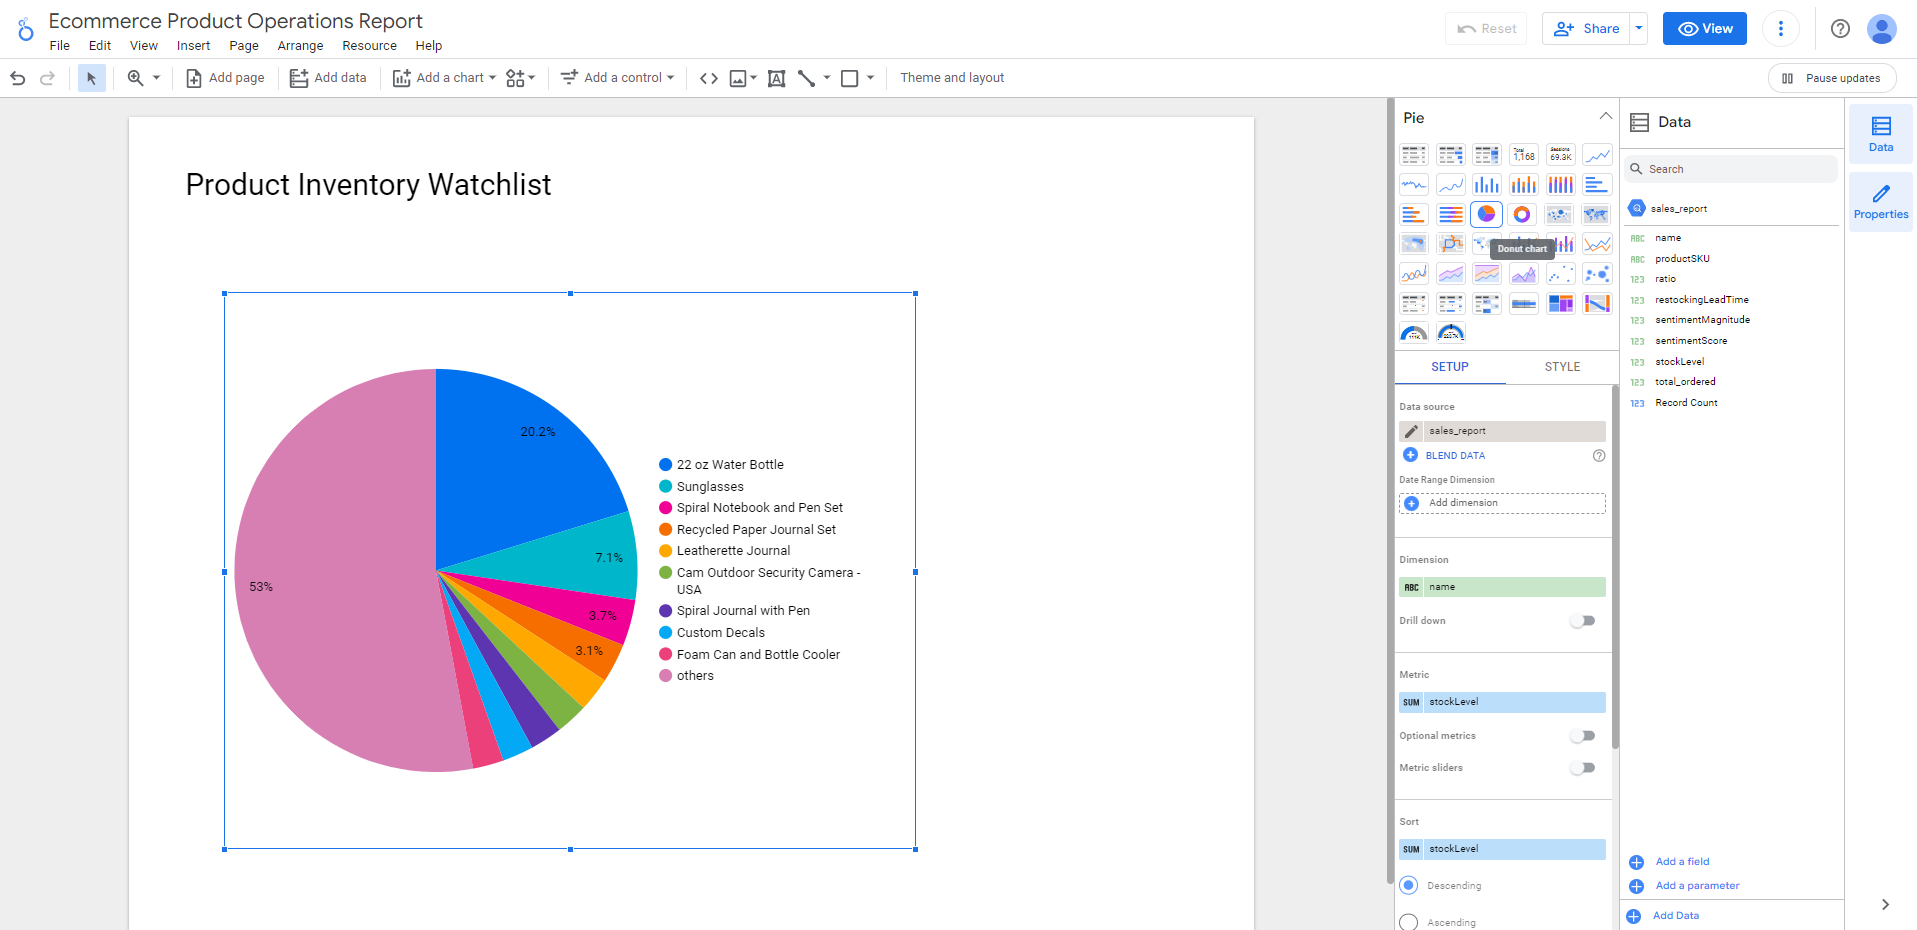 Ecommerce Product Operations Report
File Edit View Insert Page Arrange Resource Help
Reset
Share
View
Add page
Add data
Add a chart
Add a control
Theme and layout
Pause updates
Product Inventory Watchlist
20.2%
7.1%
3.7%
3.1%
53%
22 oz Water Bottle
Sunglasses
Spiral Notebook and Pen Set
Recycled Paper Journal Set
Leatherette Journal
Cam Outdoor Security Camera -
USA
Spiral Journal with Pen
Custom Decals
Foam Can and Bottle Cooler
others
Pie
Total
1,168
Sessions
69.3K
Donut chart
SETUP STYLE
Data source
sales_report
BLEND DATA
Date Range Dimension
Add dimension
Dimension
ABC name
Drill down
Metric
SUM stockLevel
Optional metrics
Metric sliders
Sort
SUM stockLevel
Descending
Ascending
Data
Search
sales_report
ABC name
ABC productSKU
123 ratio
123 restockingLeadTime
123 sentimentMagnitude
123 sentimentScore
123 stockLevel
123 total_ordered
123 Record Count
Add a field
Add a parameter
Add Data
Data
Properties